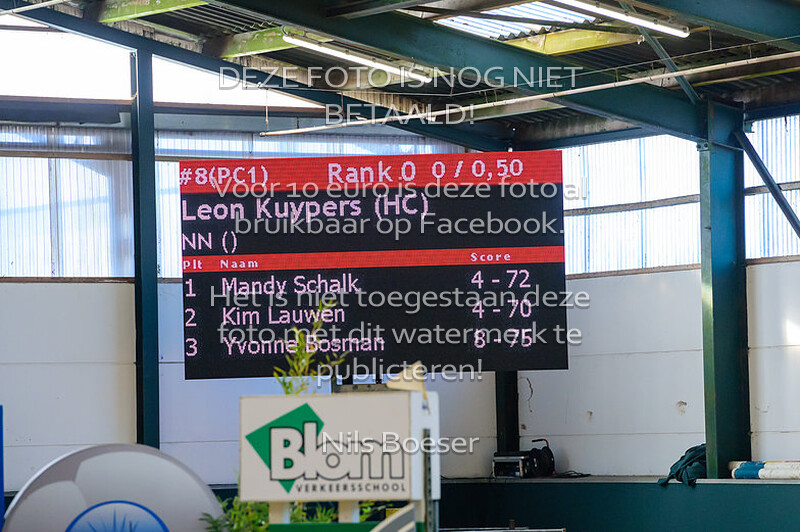 DEZE FOTO IS NOG NIET
BETAALD!
#8(PC1) Rank 0 0 / 0,50
Voor 10 euro is deze foto al
Leon Kuypers (HC)
bruikbaar op Facebook.
NN ()
Plt Naam Score
1 Mandy Schalk 4 - 72
Het is niet toegestaan deze
2 Kim Lauwen 4 - 70
foto met dit watermerk te
3 Yvonne Bosman 8 - 75
publiceren!
Nils Boeser
Blom
VERKEERSSCHOOL